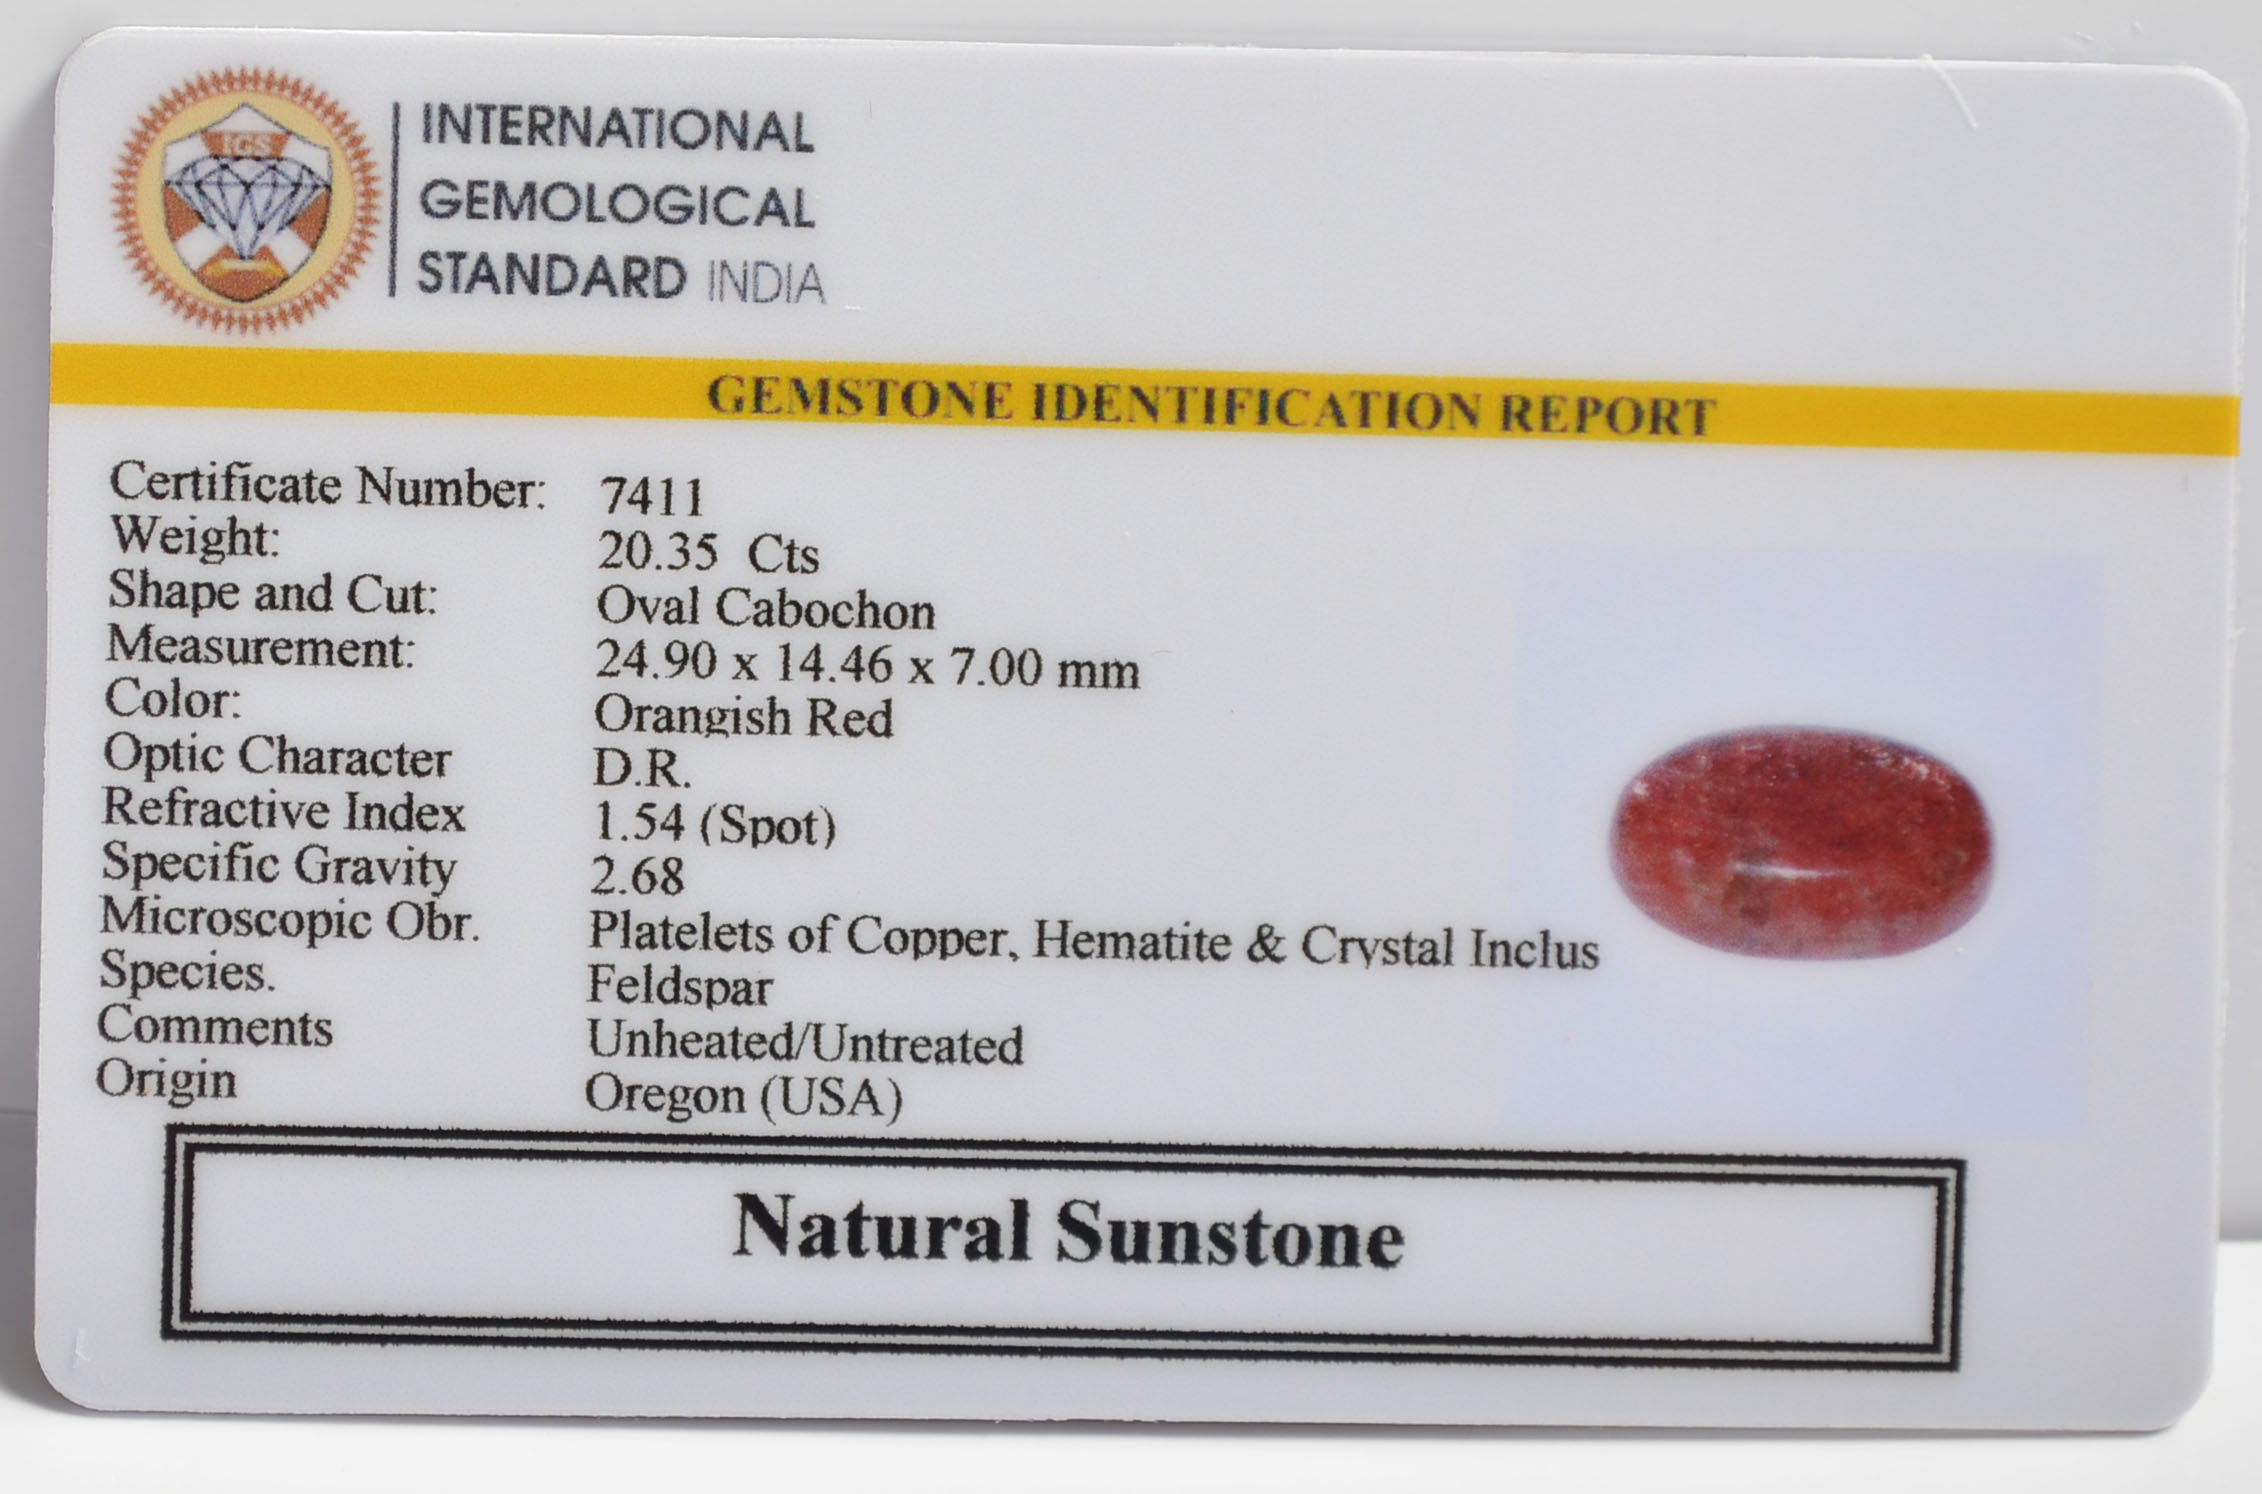 IGS
INTERNATIONAL
GEMOLOGICAL
STANDARD INDIA
GEMSTONE IDENTIFICATION REPORT
Certificate Number: 7411
Weight: 20.35 Cts
Shape and Cut: Oval Cabochon
Measurement: 24.90 x 14.46 x 7.00 mm
Color: Orangish Red
Optic Character D.R.
Refractive Index 1.54 (Spot)
Specific Gravity 2.68
Microscopic Obr. Platelets of Copper, Hematite & Crystal Inclus
Species. Feldspar
Comments Unheated/Untreated
Origin Oregon (USA)
Natural Sunstone